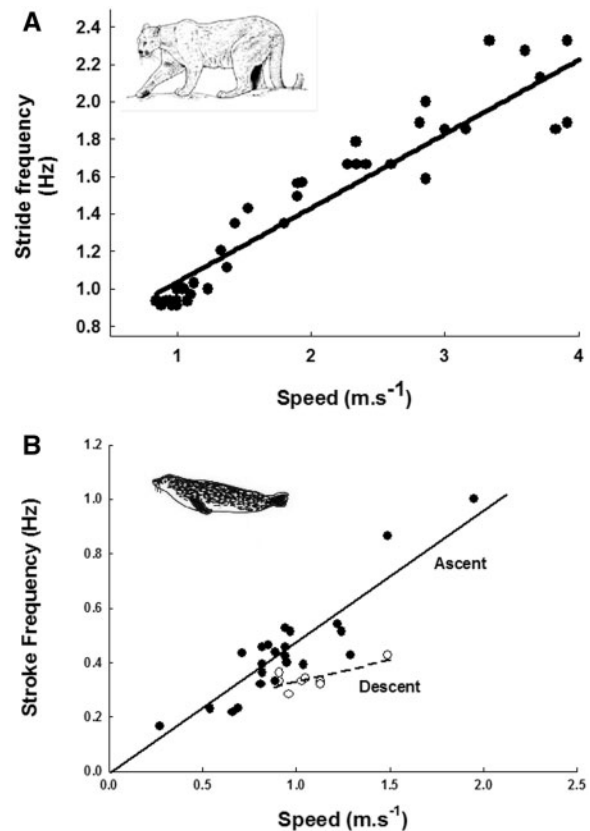 A
2.4
2.2
2.0
1.8
1.6
1.4
1.2
1.0
0.8
Stride frequency
(Hz)
1
2
3
4
Speed (m.s-1)
B
1.2
1.0
0.8
0.6
0.4
0.2
0.0
Stroke Frequency (Hz)
Ascent
Descent
0.0
0.5
1.0
1.5
2.0
2.5
Speed (m.s-1)